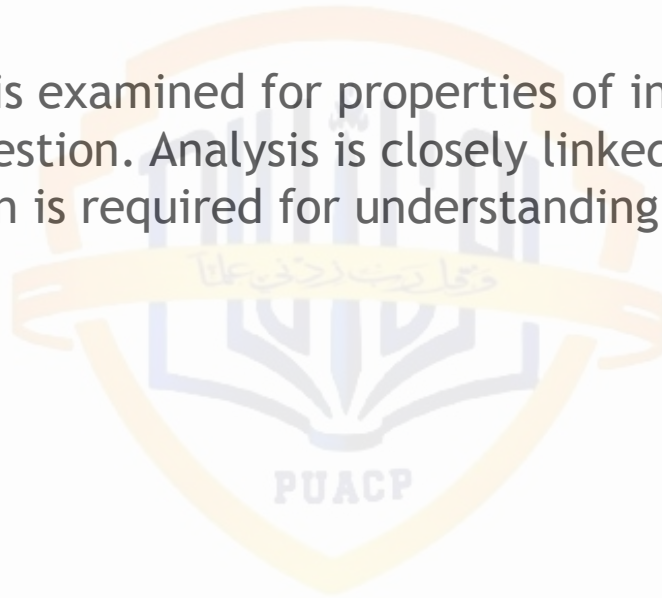 is examined for properties of in
estion. Analysis is closely linked
n is required for understanding
وَقُل رَّبِّ زِدْنِي عِلْمًا
PUACP